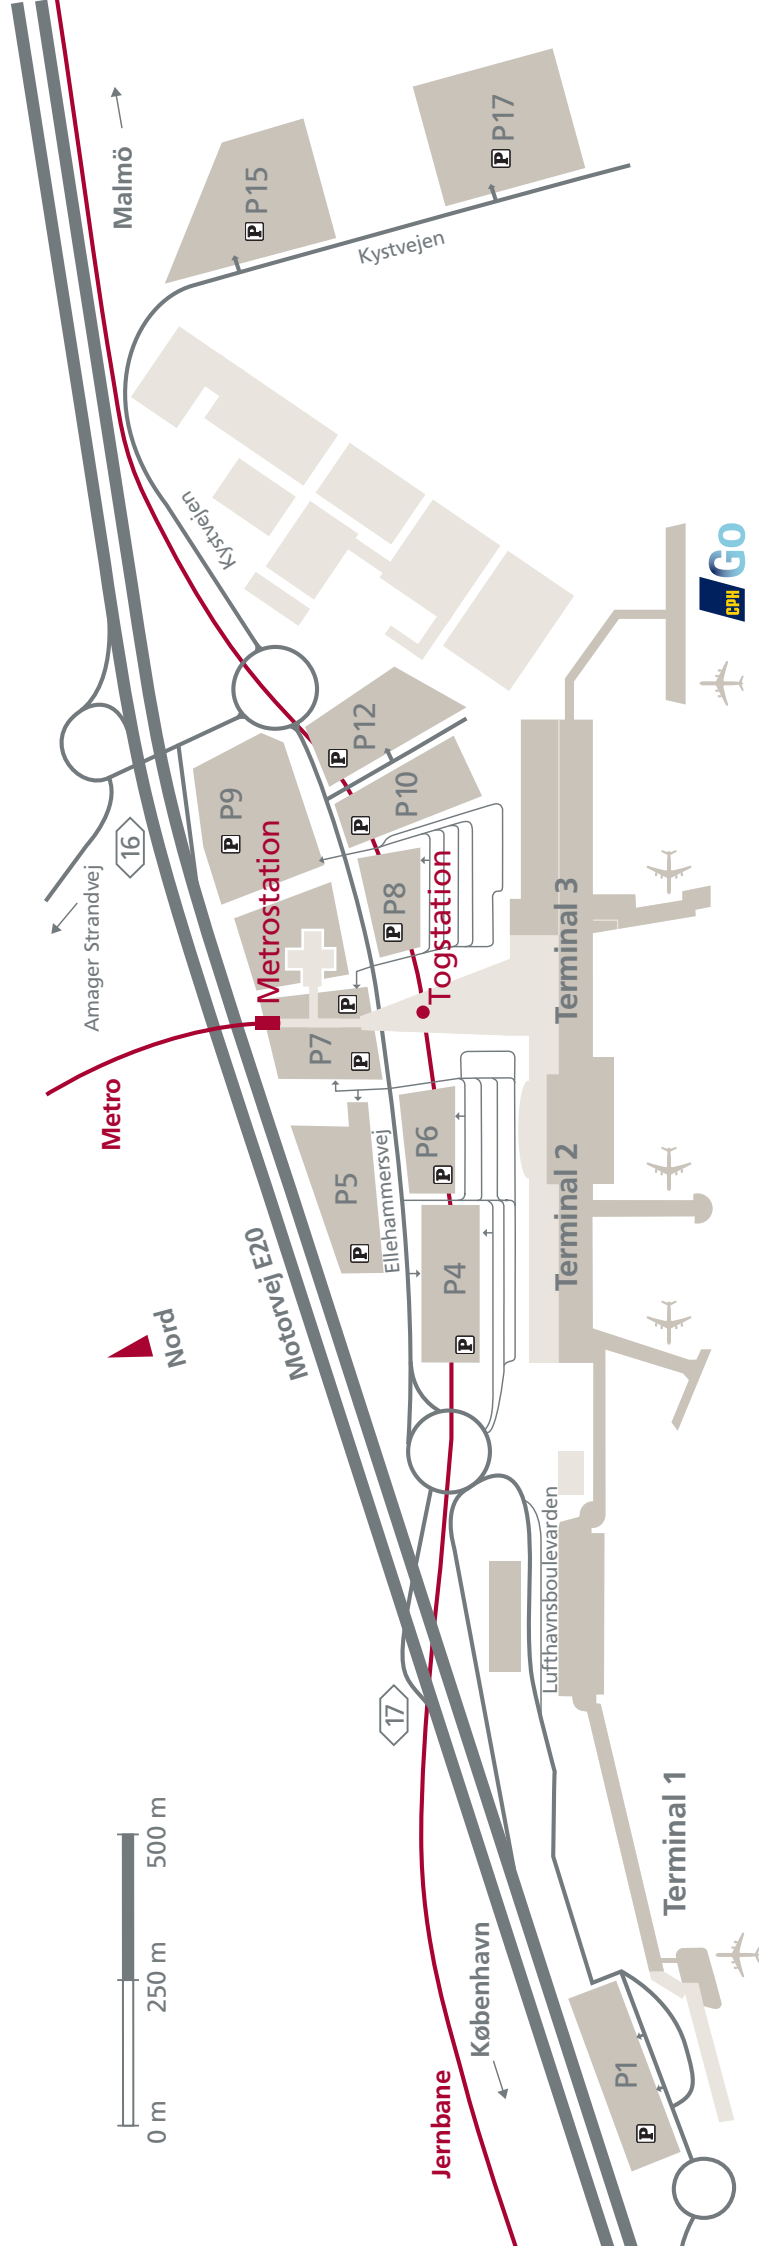 Malmö
P15
P17
Kystvejen
Kystvejen
CPH Go
16
P9
P12
P10
P8
Metrostation
Togstation
Terminal 3
Amager Strandvej
Metro
P7
P5
P6
Ellehammersvej
P4
Terminal 2
Motorvej E20
Nord
17
Lufthavnsboulevarden
Terminal 1
0 m 250 m 500 m
København
Jernbane
P1
P
P
P
P
P
P
P
P
P
P
P
P
P